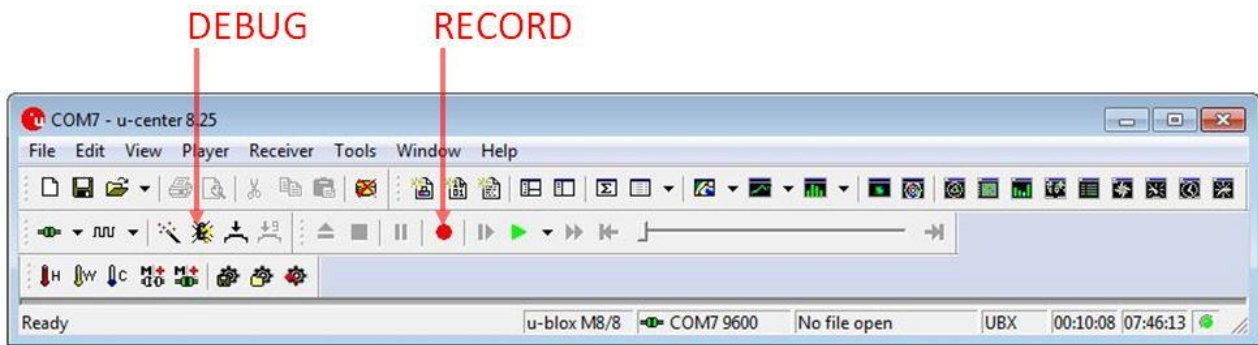 DEBUG RECORD
COM7 - u-center 8.25
File Edit View Player Receiver Tools Window Help
H W C
Ready u-blox M8/8 COM7 9600 No file open UBX 00:10:08 07:46:13